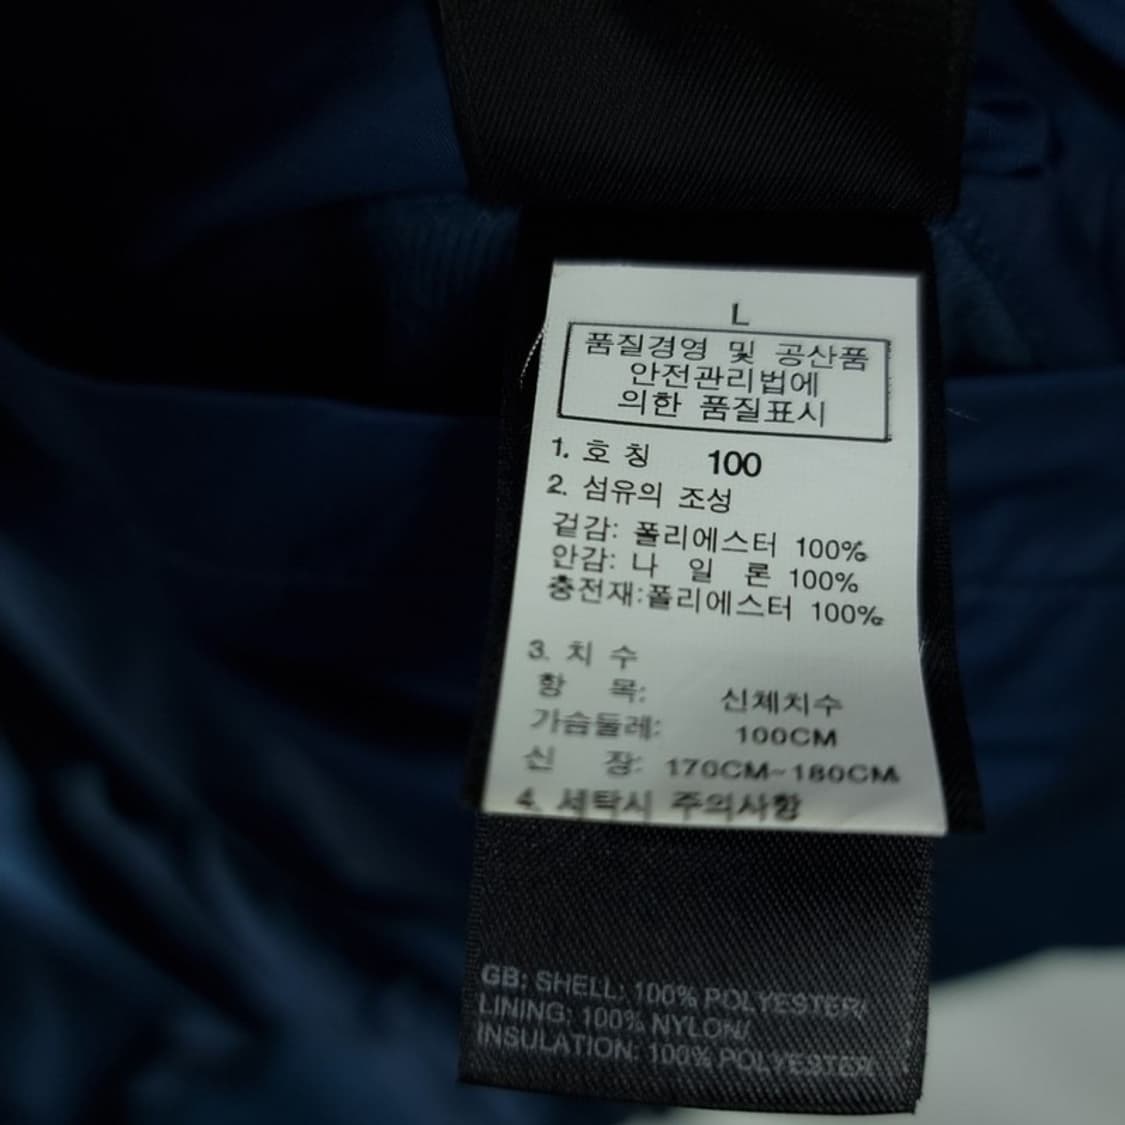 L
품질경영 및 공산품
안전관리법에
의한 품질표시
1. 호 칭 100
2. 섬유의 조성
겉감: 폴리에스터 100%
안감: 나 일 론 100%
충전재:폴리에스터 100%
3. 치 수
항 목: 신체치수
가슴둘레: 100CM
신 장: 170CM~180CM
4. 세탁시 주의사항
GB: SHELL: 100% POLYESTER/
LINING: 100% NYLON/
INSULATION: 100% POLYESTER